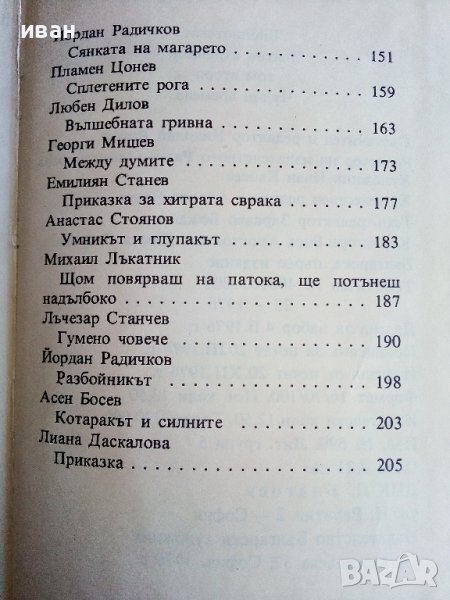 иван
Йордан Радичков
Сянката на магарето . . . . . . . . . . 151
Пламен Цонев
Сплетените рога . . . . . . . . . . . . 159
Любен Дилов
Вълшебната гривна . . . . . . . . . . 163
Георги Мишев
Между думите . . . . . . . . . . . . . 173
Емилиян Станев
Приказка за хитрата сврака . . . . . . 177
Анастас Стоянов
Умникът и глупакът . . . . . . . . . . 183
Михаил Лъкатник
Щом повярваш на патока, ще потънеш
надълбоко . . . . . . . . . . . . . . . 187
Лъчезар Станчев
Гумено човече . . . . . . . . . . . . . 190
Йордан Радичков
Разбойникът . . . . . . . . . . . . . . 198
Асен Босев
Котаракът и силните . . . . . . . . . . 203
Лиана Даскалова
Приказка . . . . . . . . . . . . . . . . 205
BAZAR